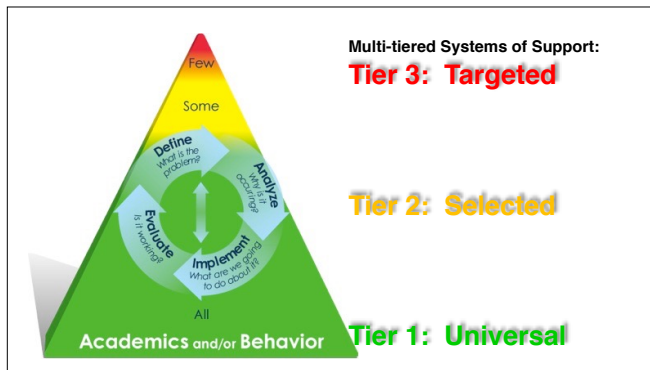 Multi-tiered Systems of Support:
Tier 3: Targeted
Tier 2: Selected
Tier 1: Universal
Few
Some
Define
What is the
problem?
Analyze
Why is it
occuring?
Implement
What are we going
to do about it?
Evaluate
Is it working?
All
Academics and/or Behavior